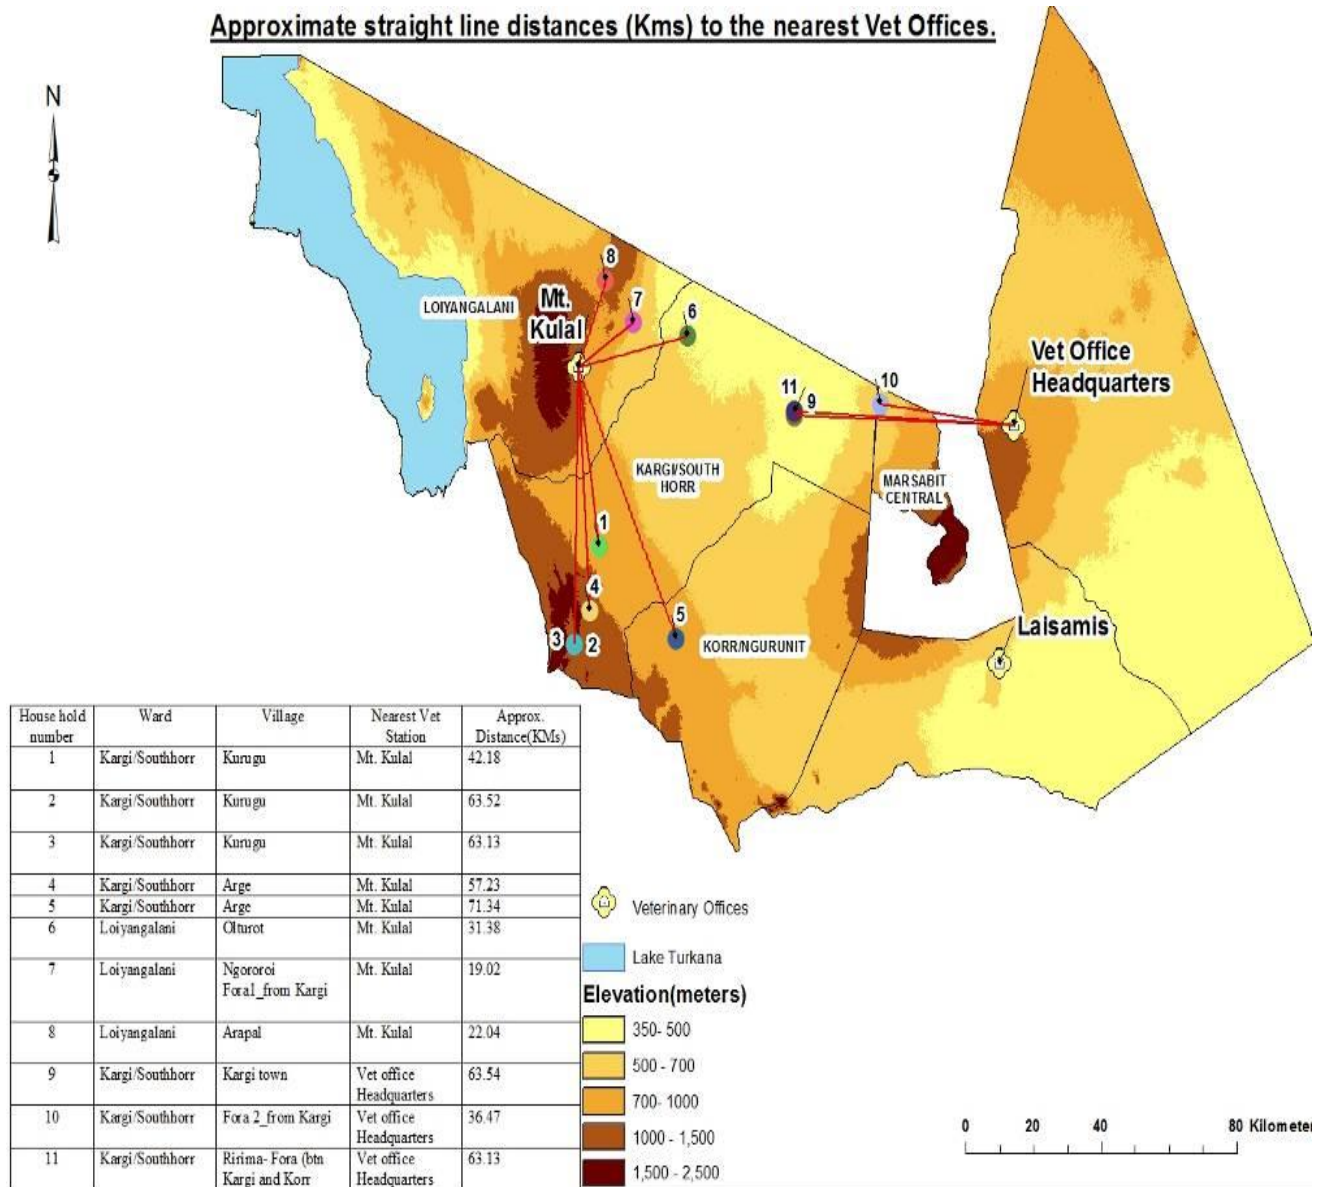 Approximate straight line distances (Kms) to the nearest Vet Offices.
N
8
LOIYANGALANI
Mt.
Kulal
7
6
Vet Office
Headquarters
11
9
10
KARGI/SOUTH
HORR
MARSABIT
CENTRAL
1
4
3
2
5
KORR/NGURUNIT
Laisamis
House hold number Ward Village Nearest Vet Station Approx. Distance(KMs)
1 Kargi/Southhorr Kurugu Mt. Kulal 42.18
2 Kargi/Southhorr Kurugu Mt. Kulal 63.52
3 Kargi/Southhorr Kurugu Mt. Kulal 63.13
4 Kargi/Southhorr Arge Mt. Kulal 57.23
5 Kargi/Southhorr Arge Mt. Kulal 71.34
6 Loiyangalani Olturot Mt. Kulal 31.38
7 Loiyangalani Ngororoi Fora1_from Kargi Mt. Kulal 19.02
8 Loiyangalani Arapal Mt. Kulal 22.04
9 Kargi/Southhorr Kargi town Vet office Headquarters 63.54
10 Kargi/Southhorr Fora 2_from Kargi Vet office Headquarters 36.47
11 Kargi/Southhorr Ririma- Fora (btn Kargi and Korr Vet office Headquarters 63.13
Veterinary Offices
Lake Turkana
Elevation(meters)
350- 500
500 - 700
700- 1000
1000 - 1,500
1,500 - 2,500
0 20 40 80 Kilometer